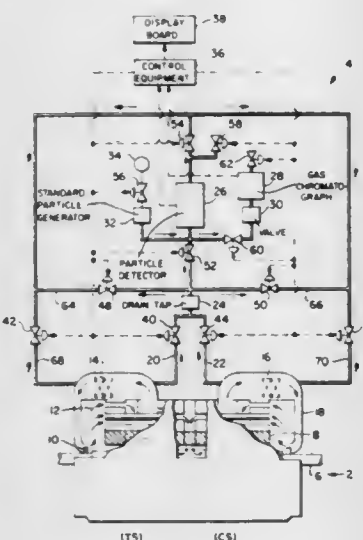 38
DISPLAY
BOARD
36
CONTROL
EQUIPMENT
4
54
58
34
62
56
26
28
STANDARD
PARTICLE
GENERATOR
GAS CHROMATO-
GRAPH
32
30
VALVE
60
PARTICLE
DETECTOR
52
64
48
50
66
DRAIN TAP
24
42
40
44
68
20
22
70
14
16
12
18
8
10
6
2
(TS)
(CS)